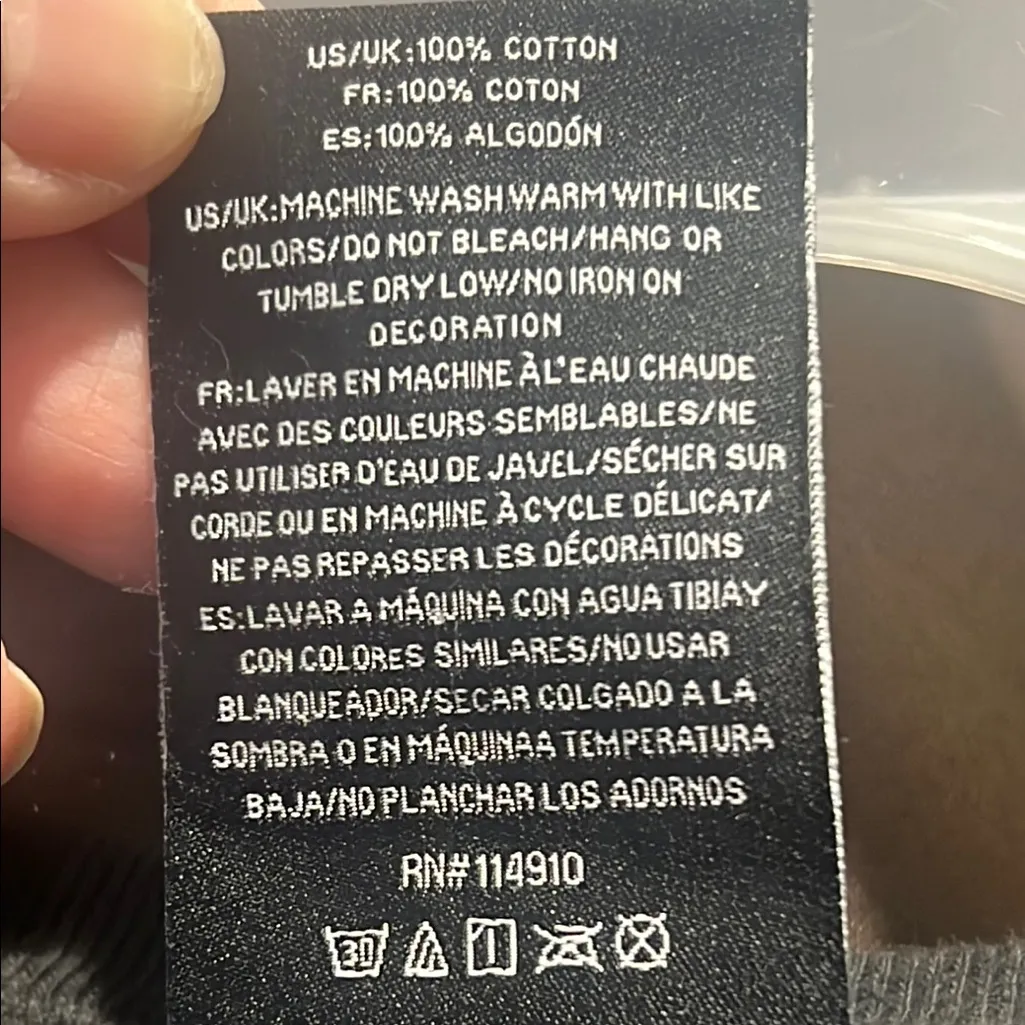 US/UK:100% COTTON
FR:100% COTON
ES:100% ALGODÓN
US/UK:MACHINE WASH WARM WITH LIKE
COLORS/DO NOT BLEACH/HANG OR
TUMBLE DRY LOW/NO IRON ON
DECORATION
FR:LAVER EN MACHINE À L'EAU CHAUDE
AVEC DES COULEURS SEMBLABLES/NE
PAS UTILISER D'EAU DE JAVEL/SÉCHER SUR
CORDE OU EN MACHINE À CYCLE DÉLICAT/
NE PAS REPASSER LES DÉCORATIONS
ES:LAVAR A MÁQUINA CON AGUA TIBIAY
CON COLORES SIMILARES/NO USAR
BLANQUEADOR/SECAR COLGADO A LA
SOMBRA O EN MÁQUINAA TEMPERATURA
BAJA/NO PLANCHAR LOS ADORNOS
RN#114910
30